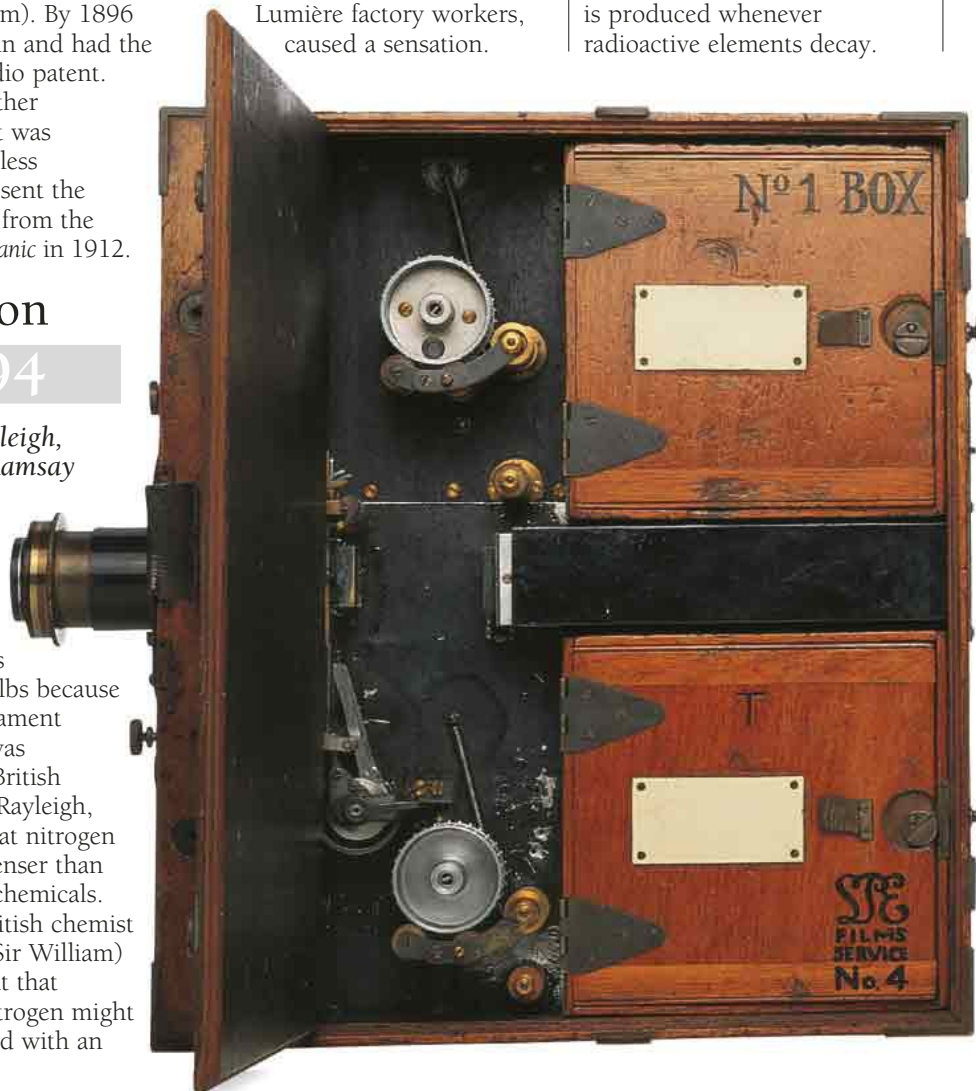 m). By 1896
n and had the
dio patent.
ther
t was
less
sent the
from the
anic in 1912.
on
94
leigh,
amsay
s
lbs because
ament
was
British
Rayleigh,
at nitrogen
enser than
chemicals.
itish chemist
Sir William)
t that
trogen might
d with an
Lumière factory workers,
caused a sensation.
is produced whenever
radioactive elements decay.
Nº 1 BOX
T
FILMS
SERVICE
No. 4